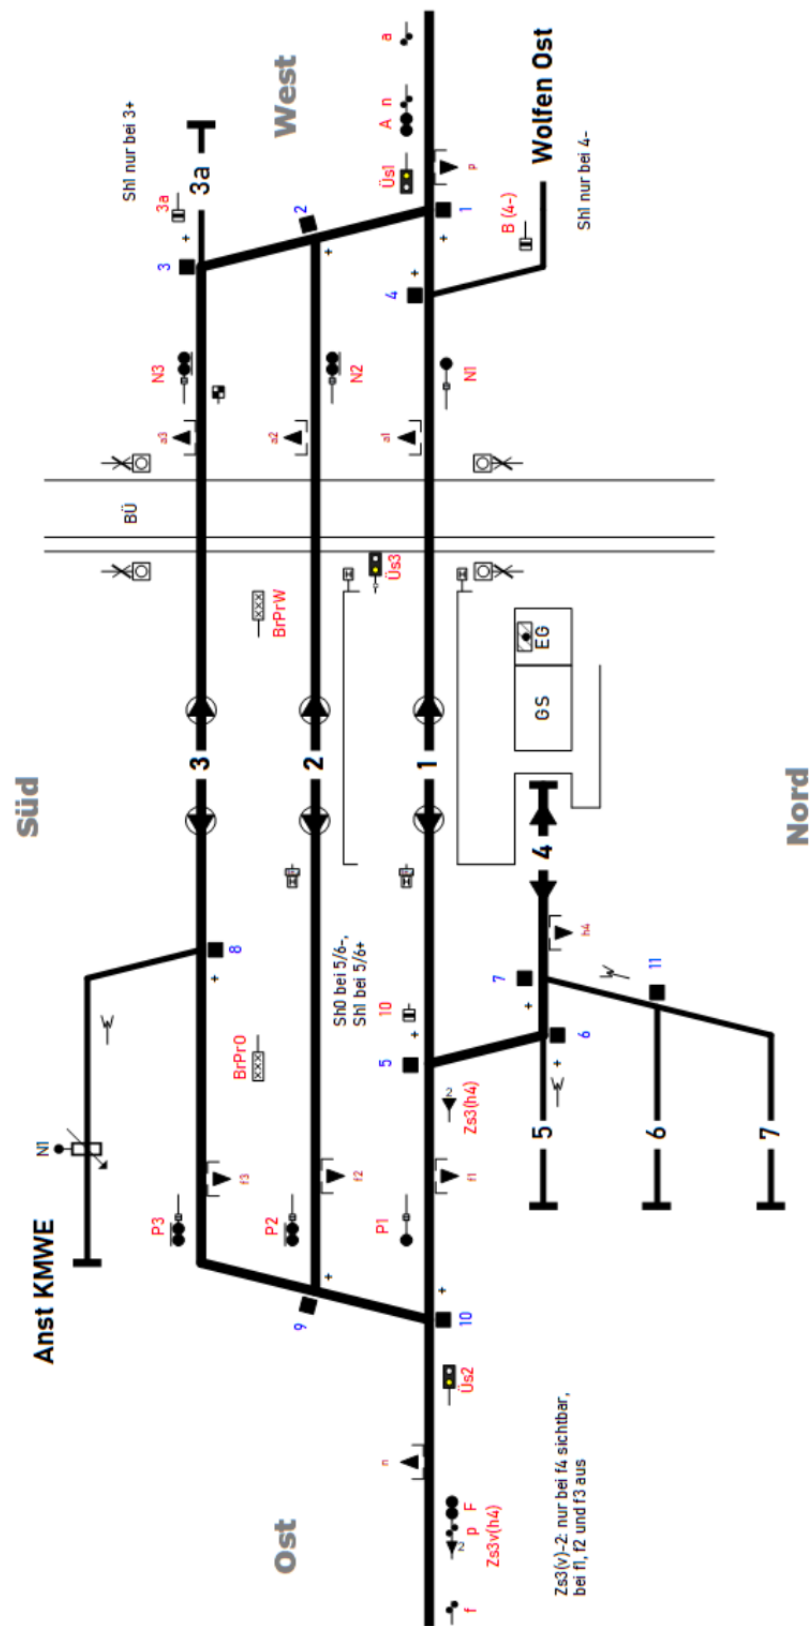 West
a
A n
Üs1
p
Sh1 nur bei 3+
3a
3a
Wolfen Ost
Sh1 nur bei 4-
B (4-)
3
+
2
+
1
+
4
+
N3
N2
N1
a3
a2
a1
BÜ
Üs3
BrPrW
EG
GS
Süd
Nord
3
2
1
4
8
+
Sh0 bei 5/6-,
Sh1 bei 5/6+
10
h4
7
+
11
BrPrO
5
+
6
+
2
Zs3(h4)
N1
5
6
7
Anst KMWE
P3
f3
P2
f2
P1
f1
9
+
10
+
Üs2
n
Ost
p F
2
Zs3v(h4)
f
Zs3(v)-2: nur bei f4 sichtbar,
bei f1, f2 und f3 aus